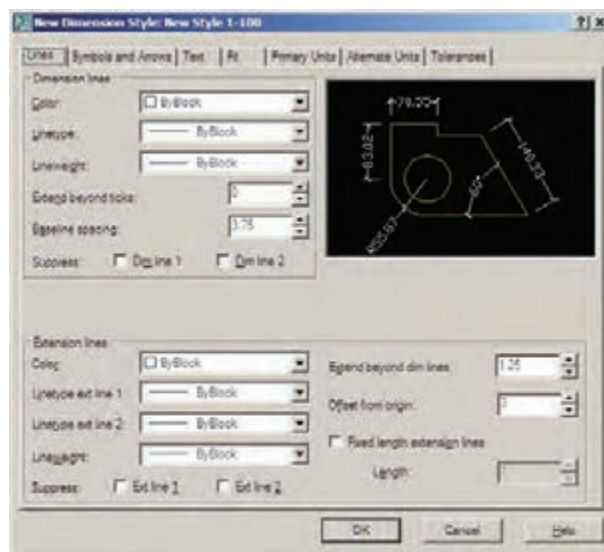 New Dimension Style: New Style 1-100
Lines Symbols and Arrows Text Fit Primary Units Alternate Units Tolerances
Dimension lines
Color: ByBlock
Linetype: ByBlock
Lineweight: ByBlock
Extend beyond ticks: 0
Baseline spacing: 3.75
Suppress: Dim line 1 Dim line 2
60°
Extension lines
Color: ByBlock
Linetype ext line 1: ByBlock
Linetype ext line 2: ByBlock
Lineweight: ByBlock
Suppress: Ext line 1 Ext line 2
Extend beyond dim lines: 1.25
Offset from origin: 3
Fixed length extension lines
Length: 1
OK Cancel Help